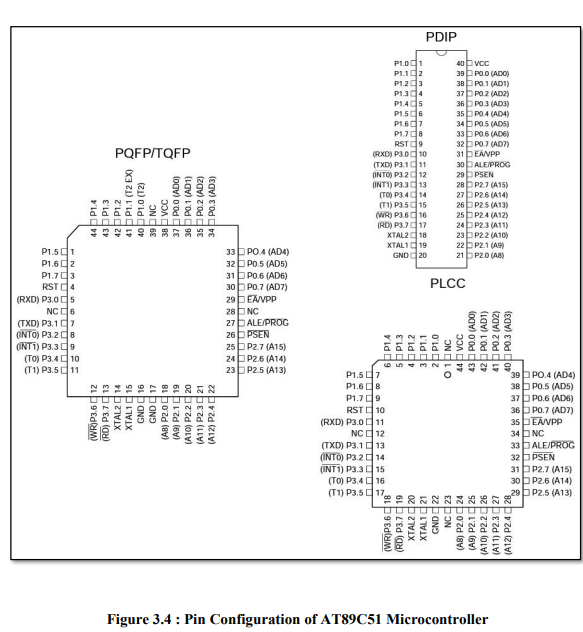 PDIP
P1.0 1 40 VCC
P1.1 2 39 P0.0 (AD0)
P1.2 3 38 P0.1 (AD1)
P1.3 4 37 P0.2 (AD2)
P1.4 5 36 P0.3 (AD3)
P1.5 6 35 P0.4 (AD4)
P1.6 7 34 P0.5 (AD5)
P1.7 8 33 P0.6 (AD6)
RST 9 32 P0.7 (AD7)
(RXD) P3.0 10 31 EA/VPP
(TXD) P3.1 11 30 ALE/PROG
(INT0) P3.2 12 29 PSEN
(INT1) P3.3 13 28 P2.7 (A15)
(T0) P3.4 14 27 P2.6 (A14)
(T1) P3.5 15 26 P2.5 (A13)
(WR) P3.6 16 25 P2.4 (A12)
(RD) P3.7 17 24 P2.3 (A11)
XTAL2 18 23 P2.2 (A10)
XTAL1 19 22 P2.1 (A9)
GND 20 21 P2.0 (A8)
PQFP/TQFP
P1.4
P1.3
P1.2
P1.1 (T2 EX)
P1.0 (T2)
NC
VCC
P0.0 (AD0)
P0.1 (AD1)
P0.2 (AD2)
P0.3 (AD3)
44 43 42 41 40 39 38 37 36 35 34
P1.5 1 33 PO.4 (AD4)
P1.6 2 32 P0.5 (AD5)
P1.7 3 31 P0.6 (AD6)
RST 4 30 P0.7 (AD7)
(RXD) P3.0 5 29 EA/VPP
NC 6 28 NC
(TXD) P3.1 7 27 ALE/PROG
(INT0) P3.2 8 26 PSEN
(INT1) P3.3 9 25 P2.7 (A15)
(T0) P3.4 10 24 P2.6 (A14)
(T1) P3.5 11 23 P2.5 (A13)
12 13 14 15 16 17 18 19 20 21 22
(WR) P3.6
(RD) P3.7
XTAL2
XTAL1
GND
GND
(A8) P2.0
(A9) P2.1
(A10) P2.2
(A11) P2.3
(A12) P2.4
PLCC
P1.4
P1.3
P1.2
P1.1
P1.0
NC
VCC
P0.0 (AD0)
P0.1 (AD1)
P0.2 (AD2)
P0.3 (AD3)
6 5 4 3 2 1 44 43 42 41 40
P1.5 7 39 PO.4 (AD4)
P1.6 8 38 P0.5 (AD5)
P1.7 9 37 P0.6 (AD6)
RST 10 36 P0.7 (AD7)
(RXD) P3.0 11 35 EA/VPP
NC 12 34 NC
(TXD) P3.1 13 33 ALE/PROG
(INT0) P3.2 14 32 PSEN
(INT1) P3.3 15 31 P2.7 (A15)
(T0) P3.4 16 30 P2.6 (A14)
(T1) P3.5 17 29 P2.5 (A13)
18 19 20 21 22 23 24 25 26 27 28
(WR) P3.6
(RD) P3.7
XTAL2
XTAL1
GND
NC
(A8) P2.0
(A9) P2.1
(A10) P2.2
(A11) P2.3
(A12) P2.4
Figure 3.4 : Pin Configuration of AT89C51 Microcontroller